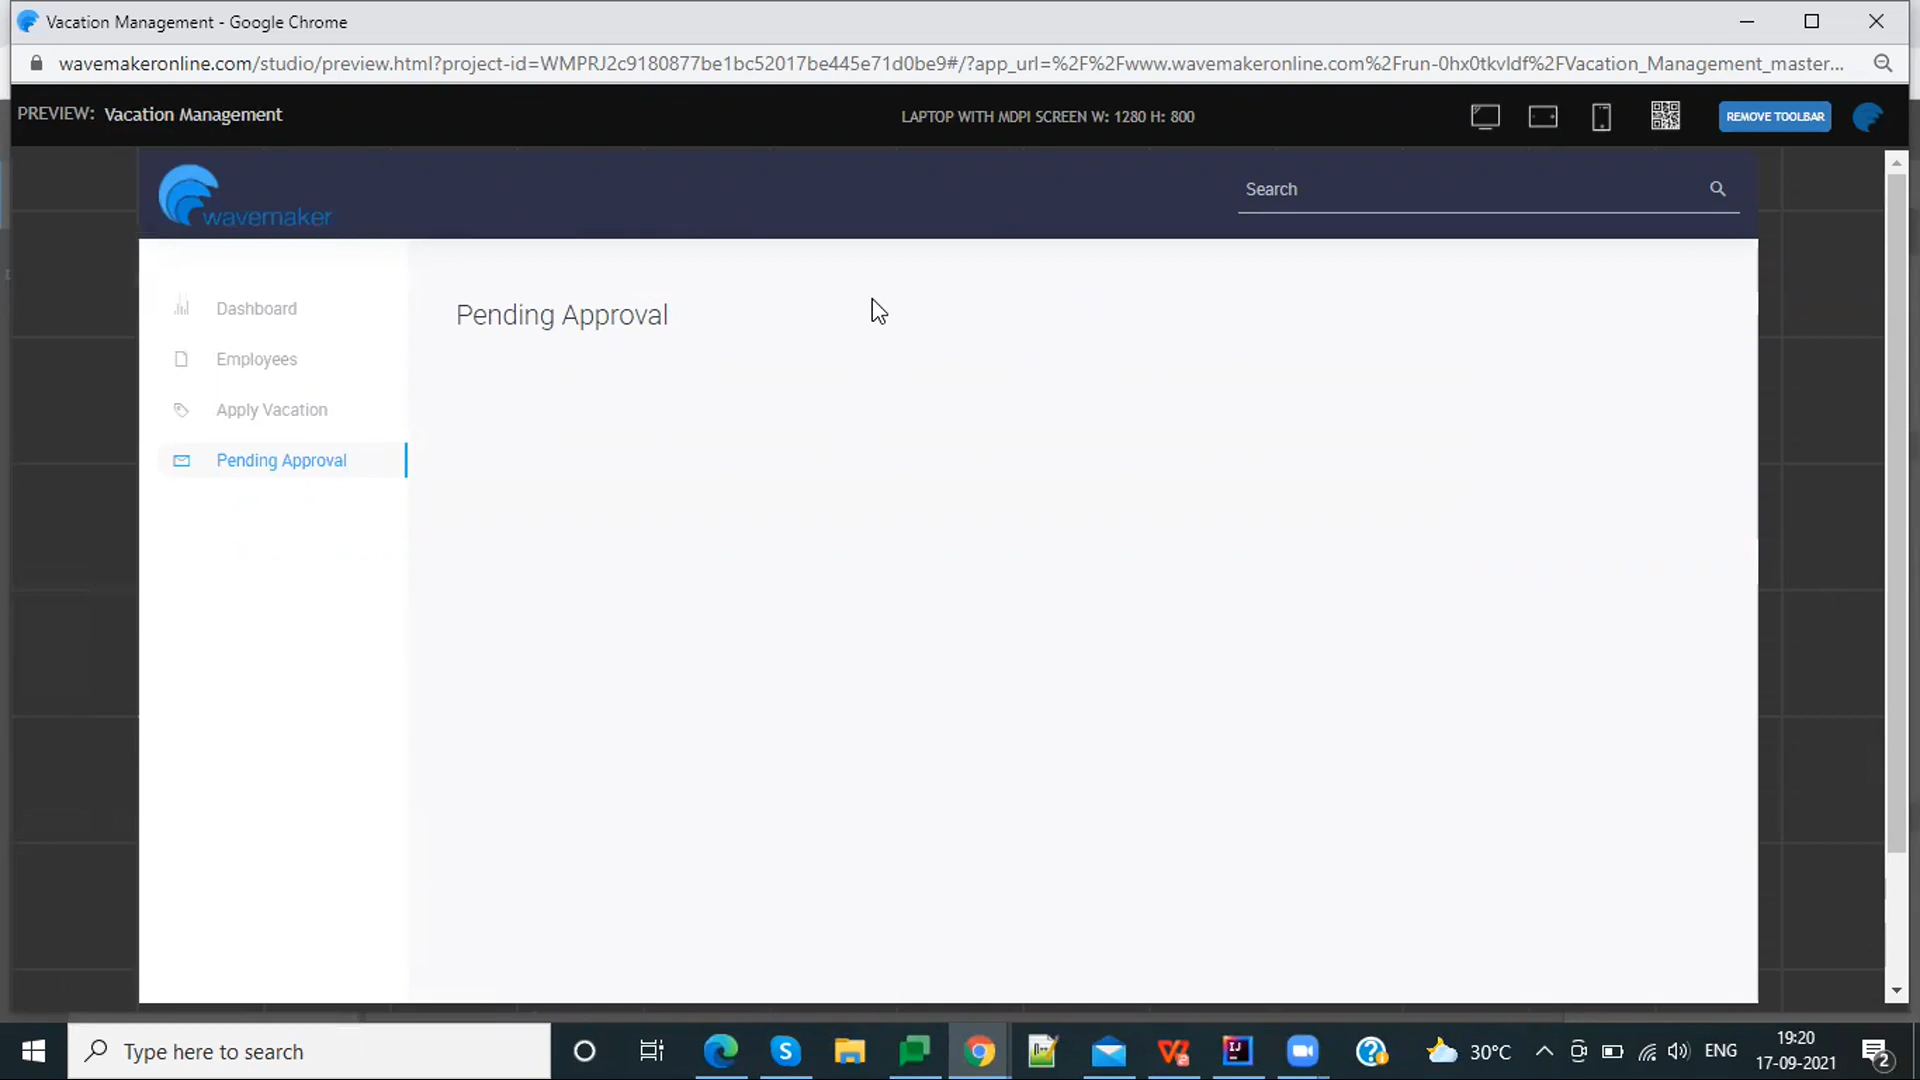 Vacation Management - Google Chrome
wavemakeronline.com/studio/preview.html?project-id=WMPRJ2c9180877be1bc52017be445e71d0be9#/?app_url=%2F%2Fwww.wavemakeronline.com%2Frun-0hx0tkvldf%2FVacation_Management_master...
PREVIEW: Vacation Management
LAPTOP WITH MDPI SCREEN W: 1280 H: 800
REMOVE TOOLBAR
wavemaker
Search
Dashboard
Employees
Apply Vacation
Pending Approval
Pending Approval
Type here to search
30°C
ENG
19:20
17-09-2021
2